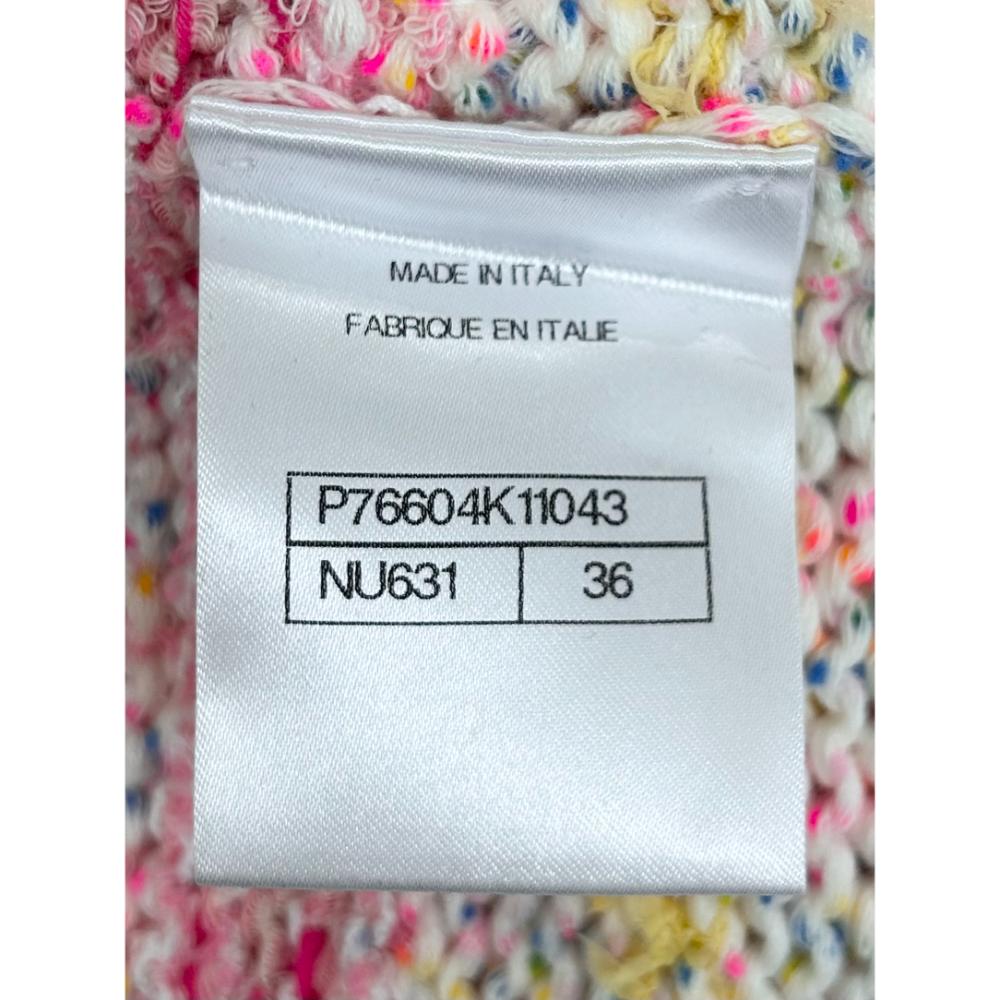 MADE IN ITALY
FABRIQUE EN ITALIE
P76604K11043
NU631 36